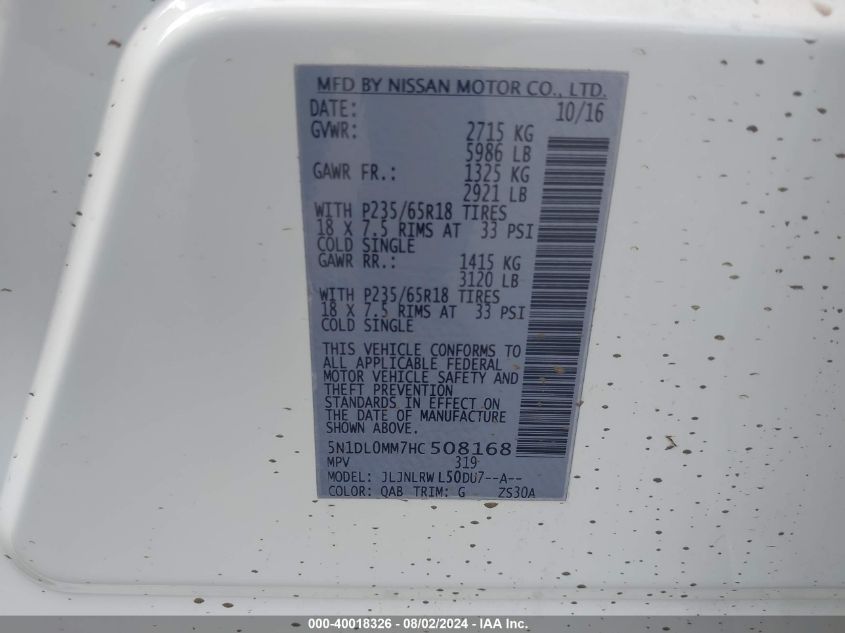 MFD BY NISSAN MOTOR CO., LTD.
DATE: 10/16
GVWR: 2715 KG
5986 LB
GAWR FR.: 1325 KG
2921 LB
WITH P235/65R18 TIRES
18 X 7.5 RIMS AT 33 PSI
COLD SINGLE
GAWR RR.: 1415 KG
3120 LB
WITH P235/65R18 TIRES
18 X 7.5 RIMS AT 33 PSI
COLD SINGLE
THIS VEHICLE CONFORMS TO
ALL APPLICABLE FEDERAL
MOTOR VEHICLE SAFETY AND
THEFT PREVENTION
STANDARDS IN EFFECT ON
THE DATE OF MANUFACTURE
SHOWN ABOVE.
5N1DL0MM7HC508168
MPV 319
MODEL: JLJNLRW L50DU7--A--
COLOR: QAB TRIM: G ZS30A
000-40018326 - 08/02/2024 - IAA Inc.